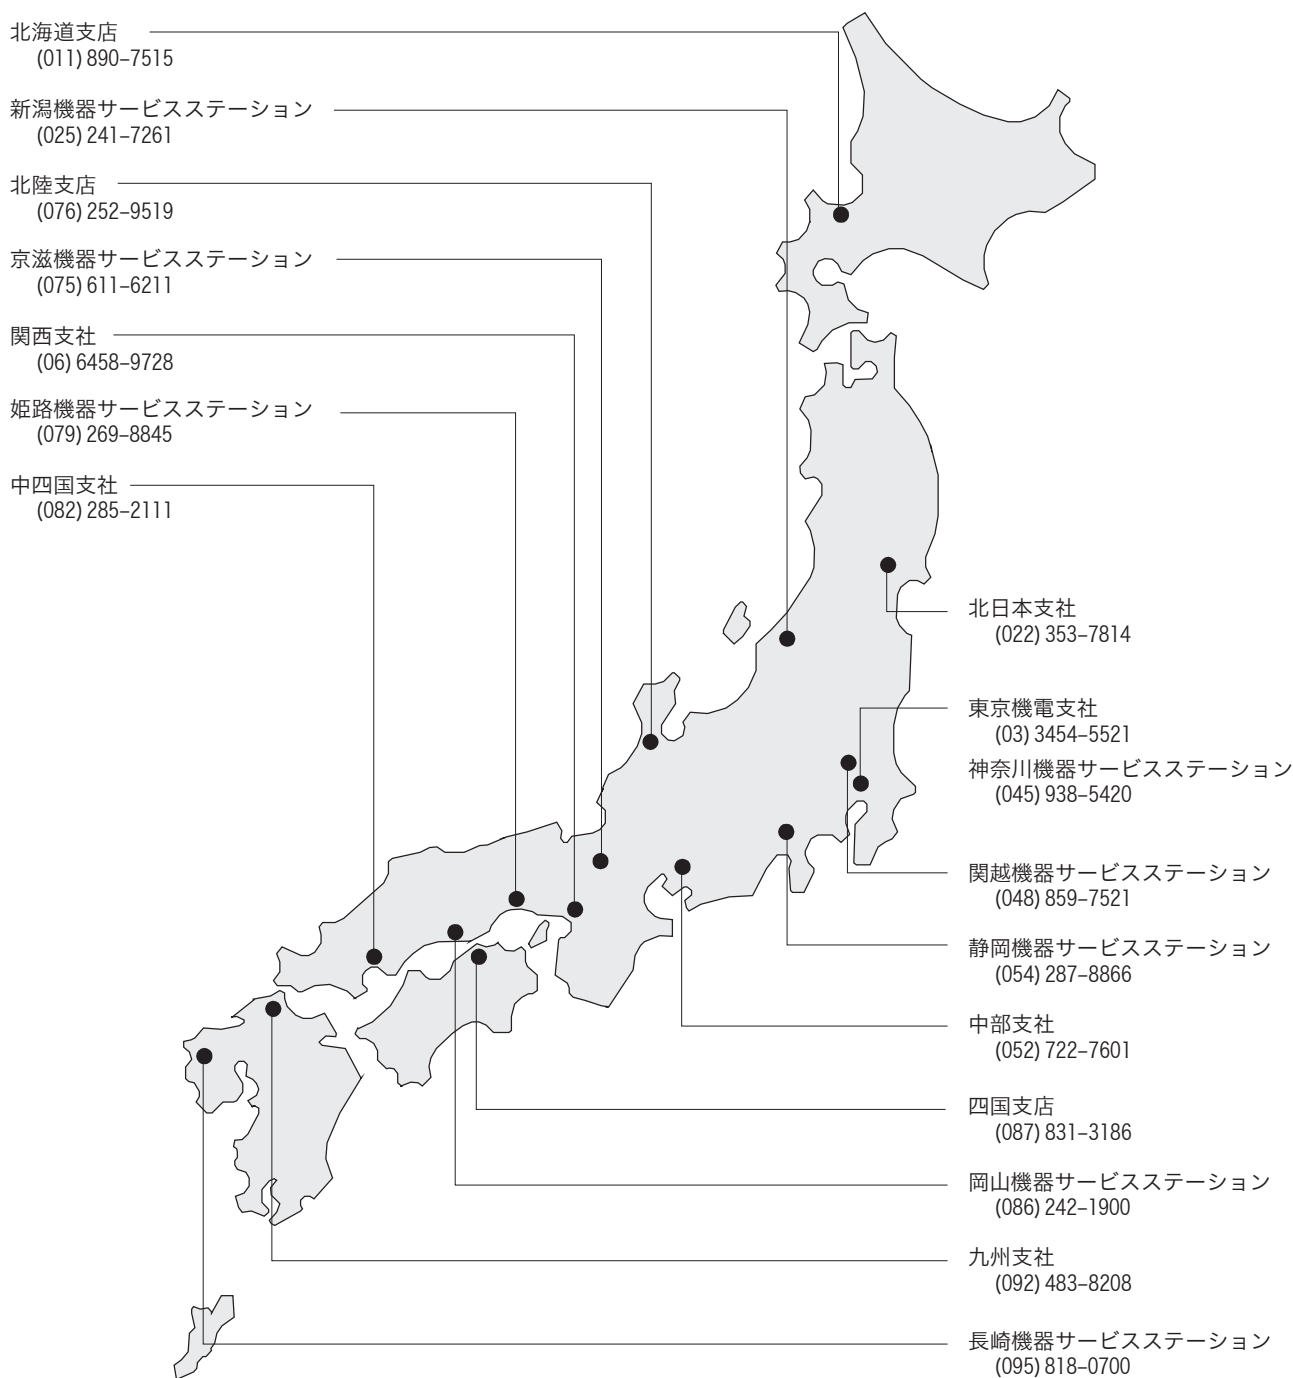 北海道支店
(011) 890–7515
新潟機器サービスステーション
(025) 241–7261
北陸支店
(076) 252–9519
京滋機器サービスステーション
(075) 611–6211
関西支社
(06) 6458–9728
姫路機器サービスステーション
(079) 269–8845
中四国支社
(082) 285–2111
北日本支社
(022) 353–7814
東京機電支社
(03) 3454–5521
神奈川機器サービスステーション
(045) 938–5420
関越機器サービスステーション
(048) 859–7521
静岡機器サービスステーション
(054) 287–8866
中部支社
(052) 722–7601
四国支店
(087) 831–3186
岡山機器サービスステーション
(086) 242–1900
九州支社
(092) 483–8208
長崎機器サービスステーション
(095) 818–0700